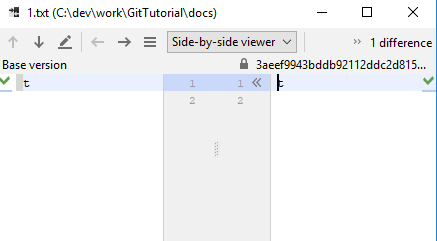 1.txt (C:\dev\work\GitTutorial\docs)
Side-by-side viewer » 1 difference
Base version 3aeef9943bddb92112ddc2d815...
t 1 1 « t
2 2